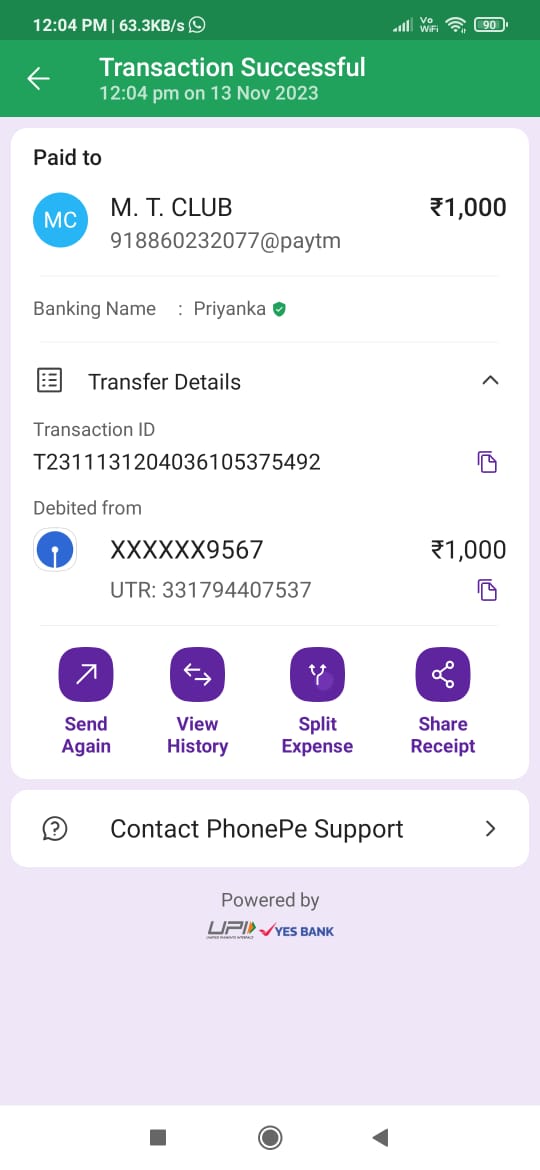 12:04 PM | 63.3KB/s
Vo
WiFi
90
Transaction Successful
12:04 pm on 13 Nov 2023
Paid to
MC
M. T. CLUB
₹1,000
918860232077@paytm
Banking Name : Priyanka
Transfer Details
Transaction ID
T2311131204036105375492
Debited from
XXXXXX9567
₹1,000
UTR: 331794407537
Send Again
View History
Split Expense
Share Receipt
Contact PhonePe Support
Powered by
UPI
YES BANK